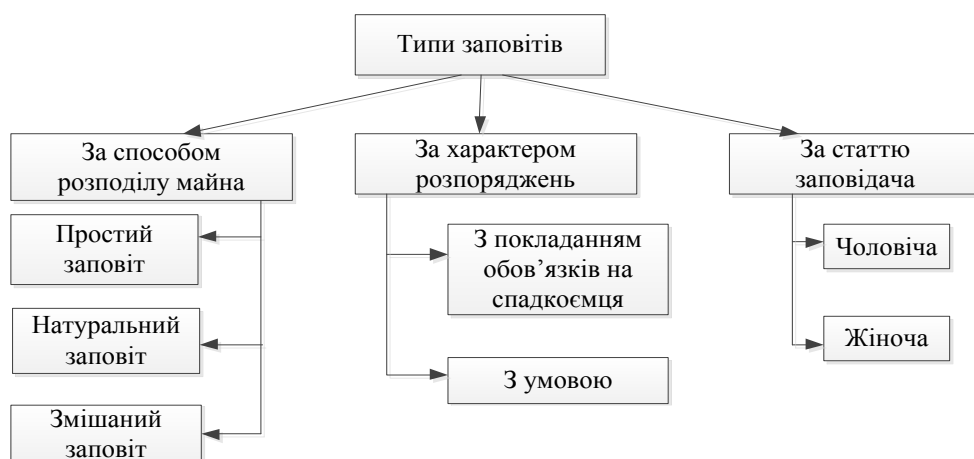 Типи заповітів
За способом
розподілу майна
Простий
заповіт
Натуральний
заповіт
Змішаний
заповіт
За характером
розпоряджень
З покладанням
обов’язків на
спадкоємця
З умовою
За статтю
заповідача
Чоловіча
Жіноча